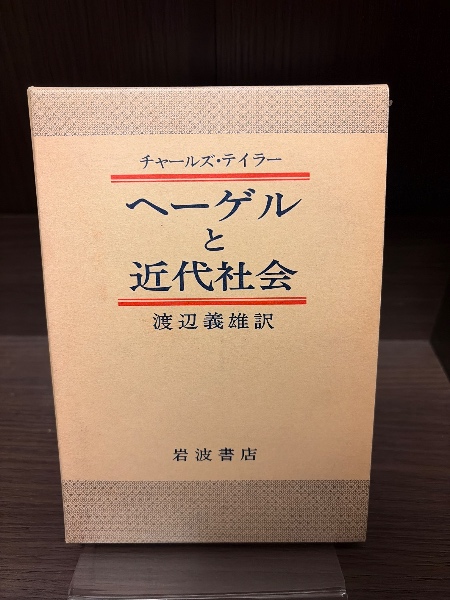 チャールズ・テイラー
ヘーゲル
と
近代社会
渡辺義雄訳
岩波書店